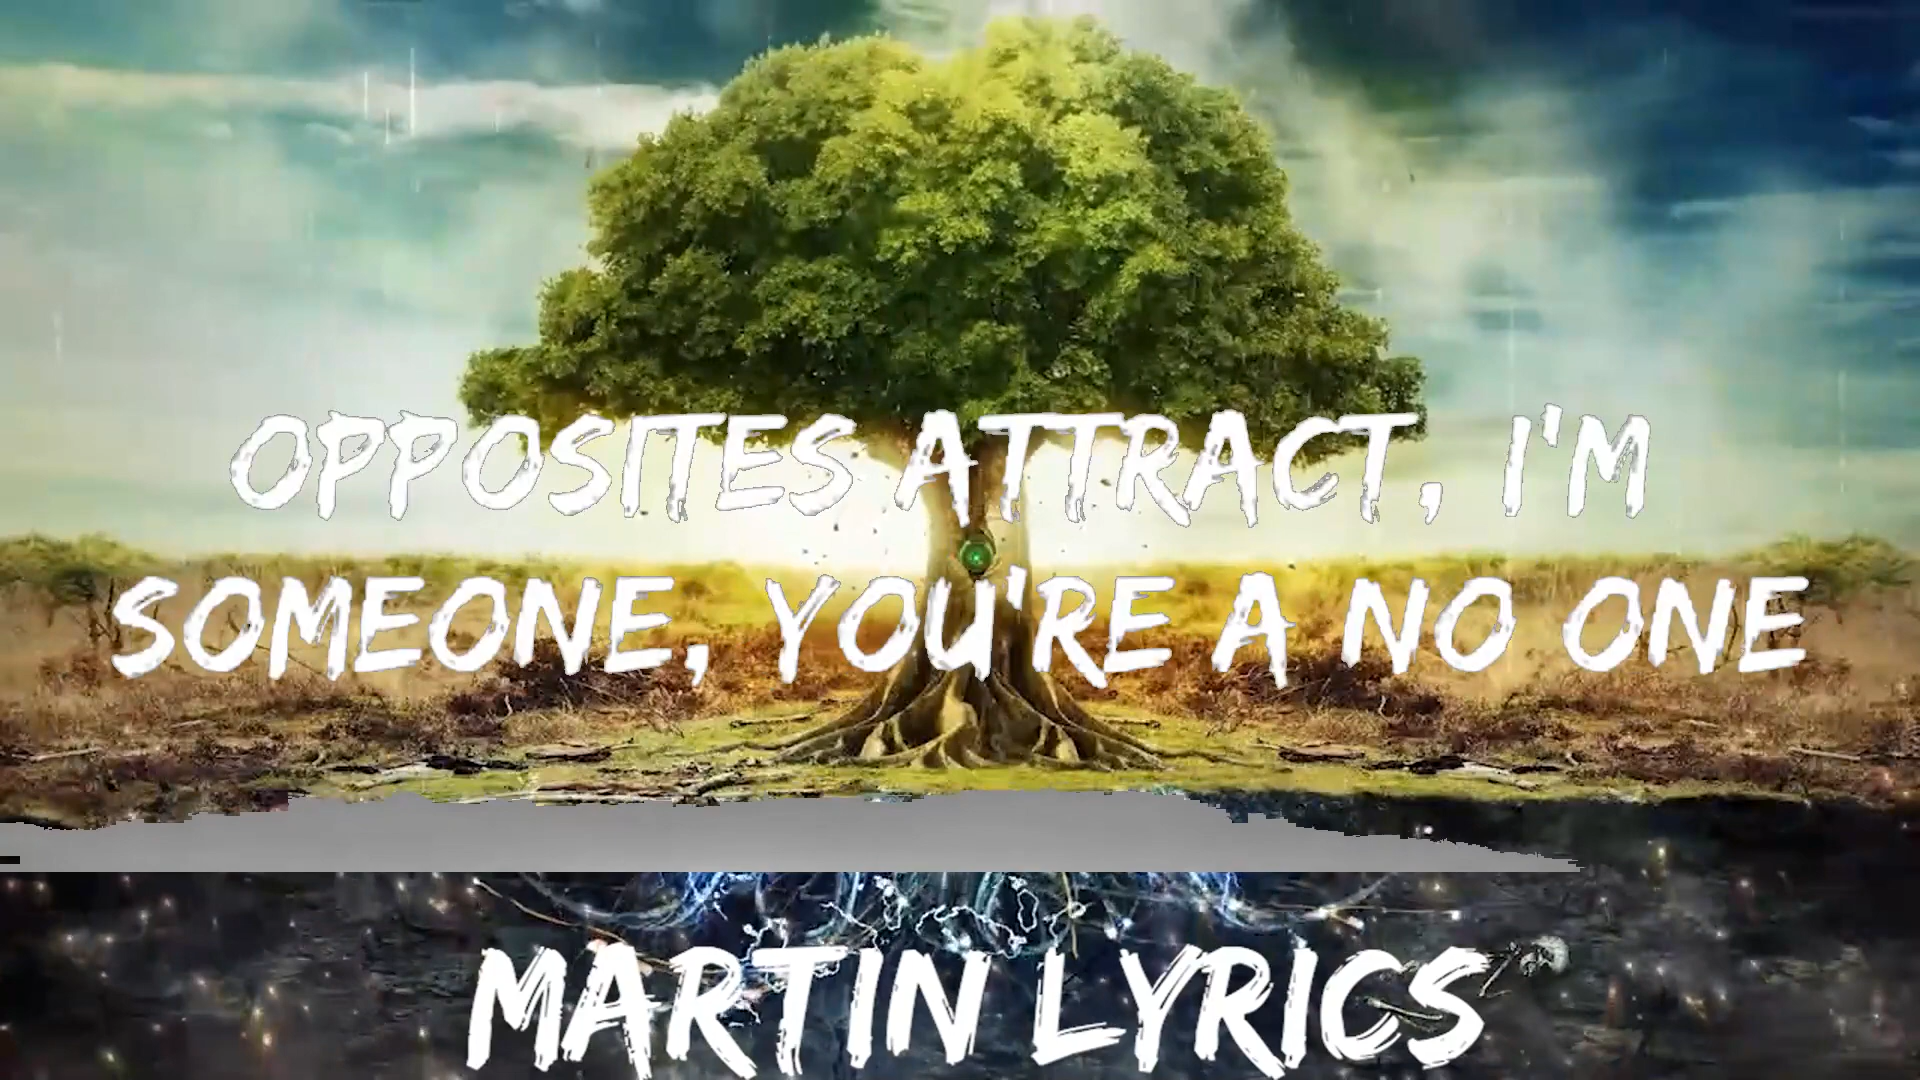 OPPOSITES ATTRACT, I'M
SOMEONE, YOU'RE A NO ONE
MARTIN LYRICS